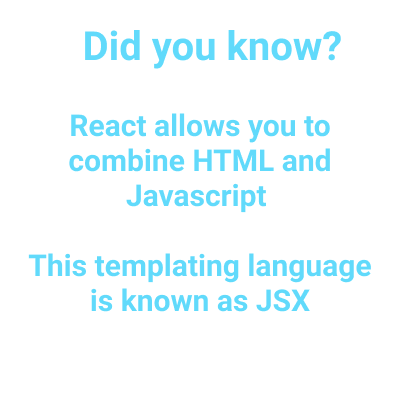 Did you know?
React allows you to
combine HTML and
Javascript
This templating language
is known as JSX